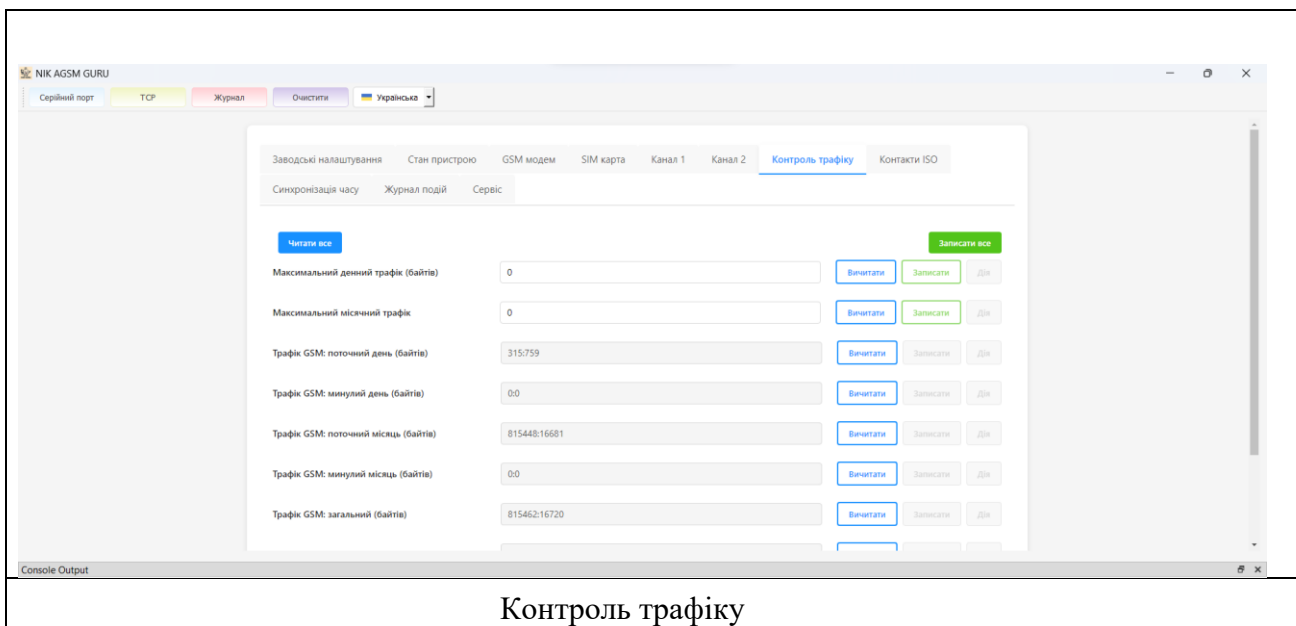 NIK AGSM GURU
Серійний порт TCP Журнал Очистити Українська
Заводські налаштування Стан пристрою GSM модем SIM карта Канал 1 Канал 2 Контроль трафіку Контакти ISO
Синхронізація часу Журнал подій Сервіс
Читати все Записати все
Максимальний денний трафік (байтів) 0 Вичитати Записати Дія
Максимальний місячний трафік 0 Вичитати Записати Дія
Трафік GSM: поточний день (байтів) 315:759 Вичитати Записати Дія
Трафік GSM: минулий день (байтів) 0:0 Вичитати Записати Дія
Трафік GSM: поточний місяць (байтів) 815448:16681 Вичитати Записати Дія
Трафік GSM: минулий місяць (байтів) 0:0 Вичитати Записати Дія
Трафік GSM: загальний (байтів) 815462:16720 Вичитати Записати Дія
Console Output
Контроль трафіку